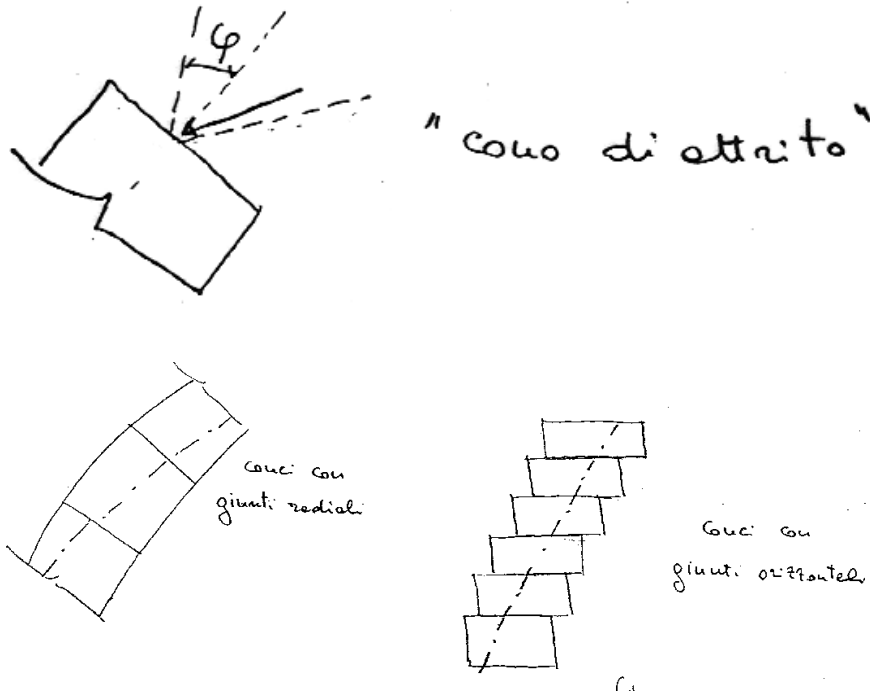 φ
"cono di attrito"
conci con
giunti radiali
conci con
giunti orizzontali